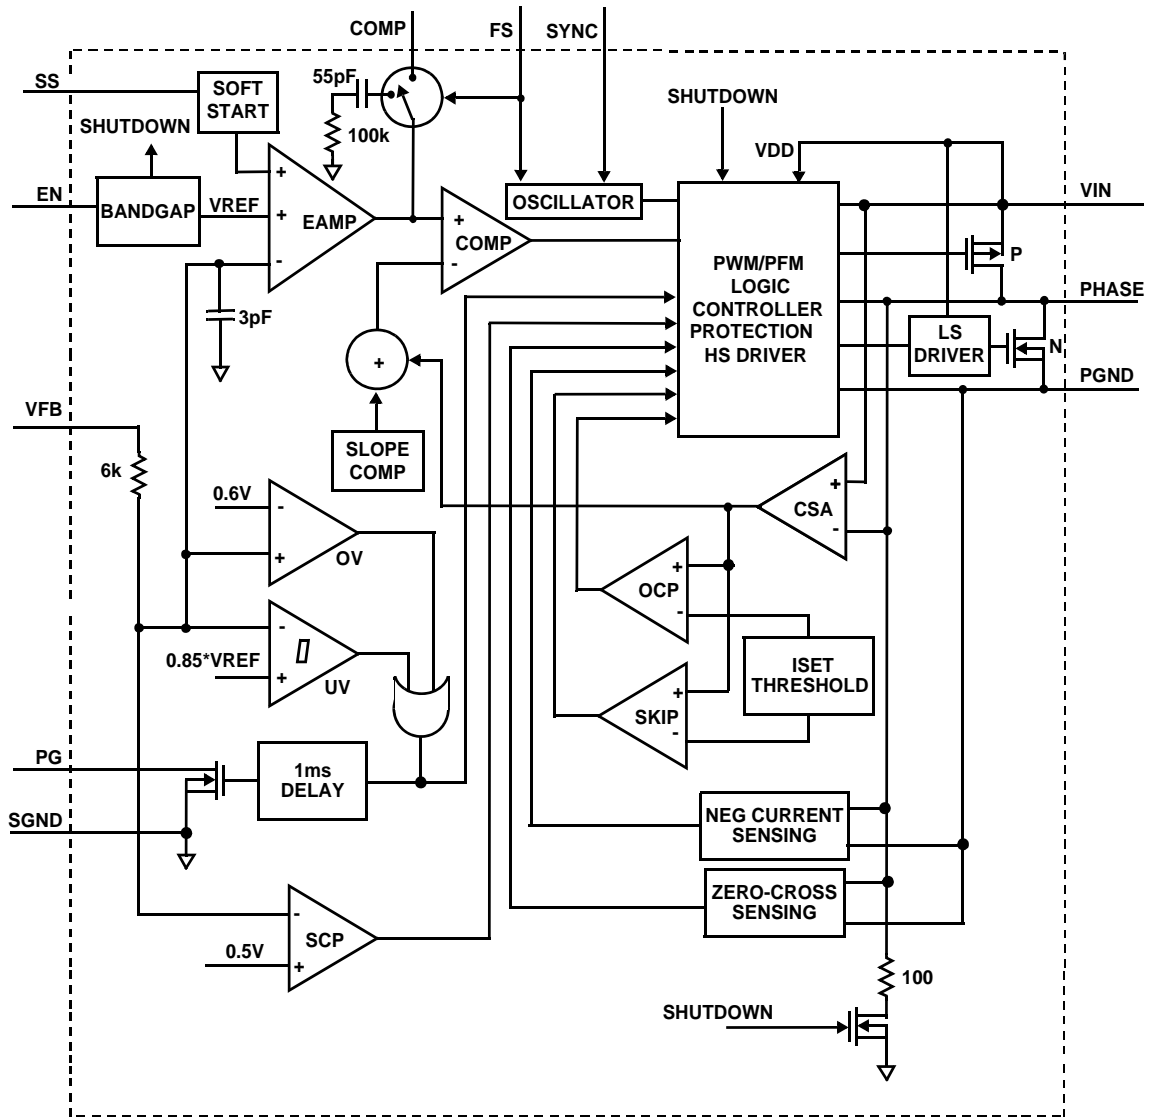 COMP
FS
SYNC
SS
SOFT
START
55pF
100k
SHUTDOWN
SHUTDOWN
VDD
EN
BANDGAP
VREF
+
+
-
EAMP
+
-
COMP
OSCILLATOR
VIN
PWM/PFM
LOGIC
CONTROLLER
PROTECTION
HS DRIVER
P
PHASE
3pF
LS
DRIVER
N
PGND
+
SLOPE
COMP
VFB
6k
0.6V
-
+
OV
CSA
+
-
OCP
+
-
0.85*VREF
-
+
UV
ISET
THRESHOLD
SKIP
+
-
PG
1ms
DELAY
SGND
NEG CURRENT
SENSING
ZERO-CROSS
SENSING
-
+
SCP
0.5V
100
SHUTDOWN